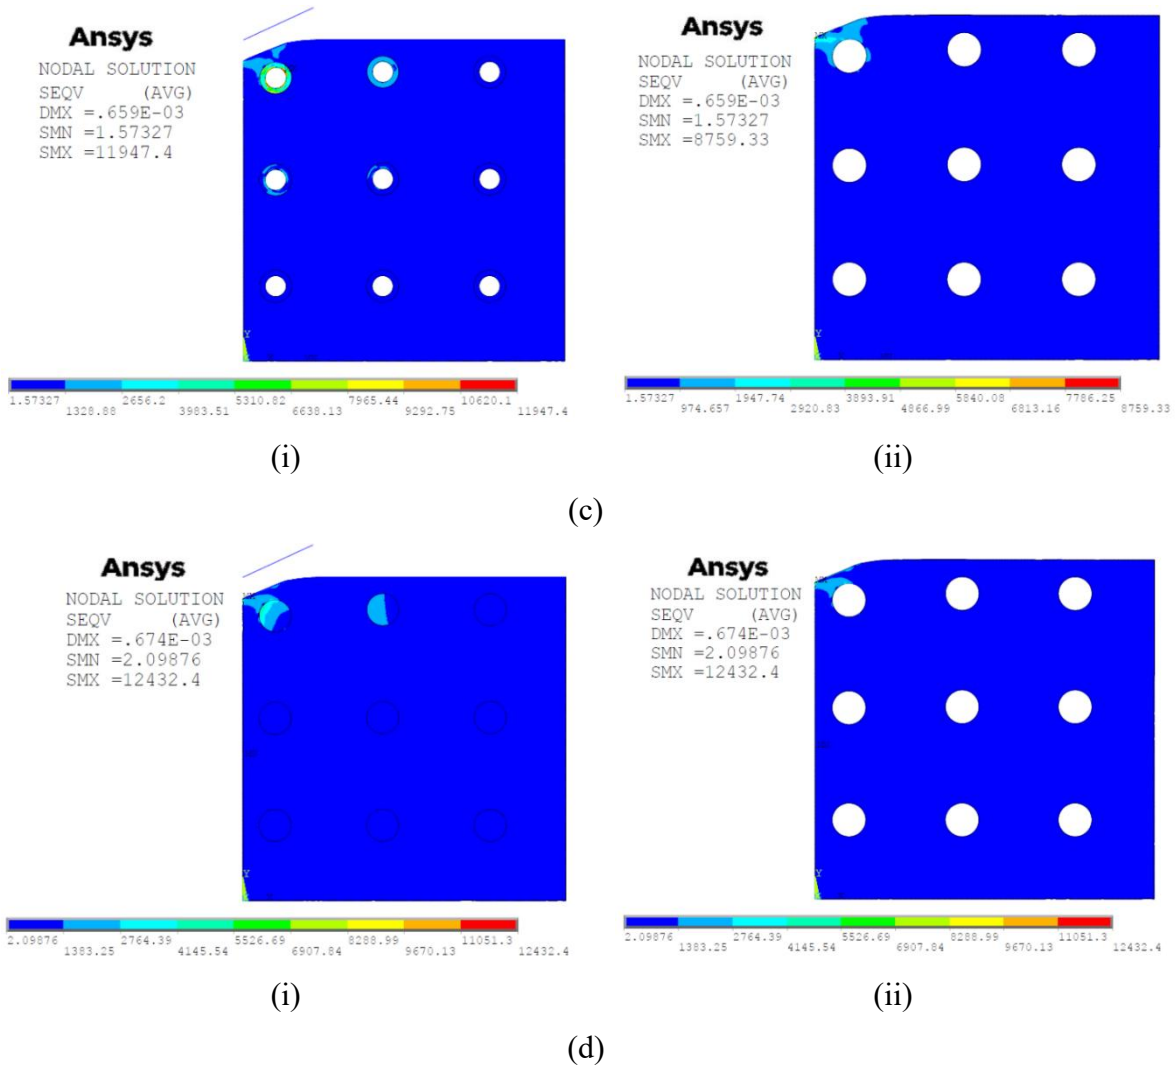 Ansys
NODAL SOLUTION
SEQV (AVG)
DMX =.659E-03
SMN =1.57327
SMX =11947.4
Y
1.57327 2656.2 5310.82 7965.44 10620.1
1328.88 3983.51 6638.13 9292.75 11947.4
(i)
Ansys
NODAL SOLUTION
SEQV (AVG)
DMX =.659E-03
SMN =1.57327
SMX =8759.33
Y
1.57327 1947.74 3893.91 5840.08 7786.25
974.657 2920.83 4866.99 6813.16 8759.33
(ii)
(c)
Ansys
NODAL SOLUTION
SEQV (AVG)
DMX =.674E-03
SMN =2.09876
SMX =12432.4
Y
2.09876 2764.39 5526.69 8288.99 11051.3
1383.25 4145.54 6907.84 9670.13 12432.4
(i)
Ansys
NODAL SOLUTION
SEQV (AVG)
DMX =.674E-03
SMN =2.09876
SMX =12432.4
Y
2.09876 2764.39 5526.69 8288.99 11051.3
1383.25 4145.54 6907.84 9670.13 12432.4
(ii)
(d)